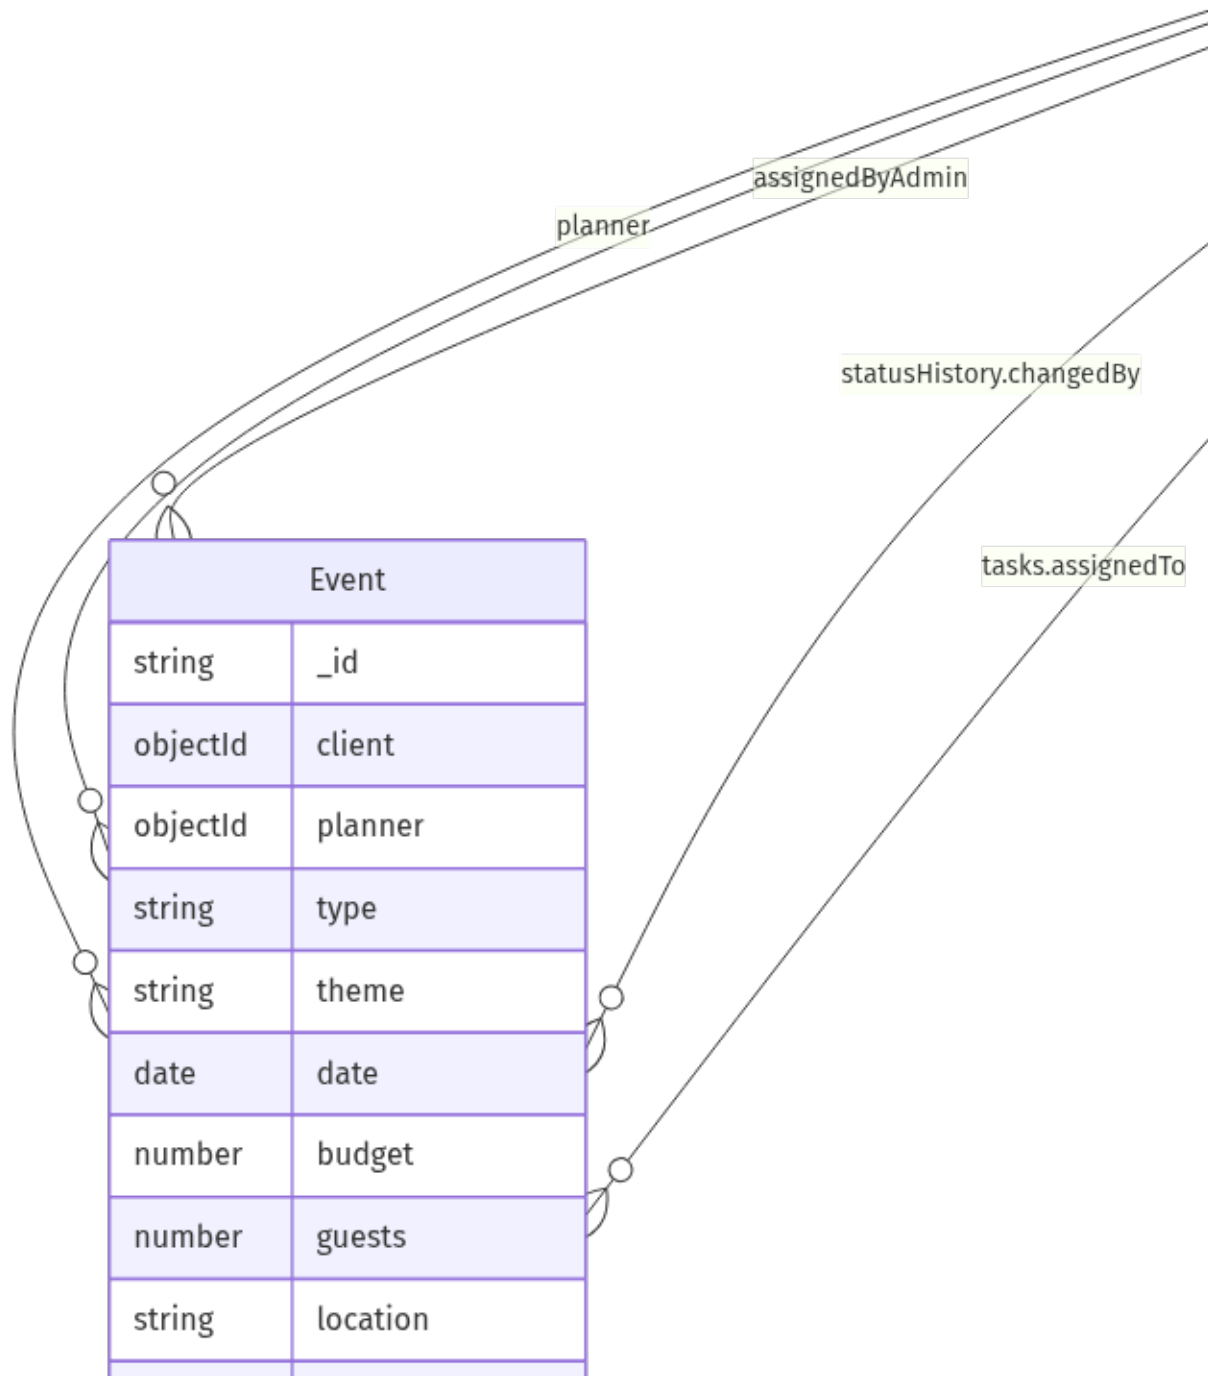 assignedByAdmin
planner
statusHistory.changedBy
tasks.assignedTo
Event
string _id
objectId client
objectId planner
string type
string theme
date date
number budget
number guests
string location